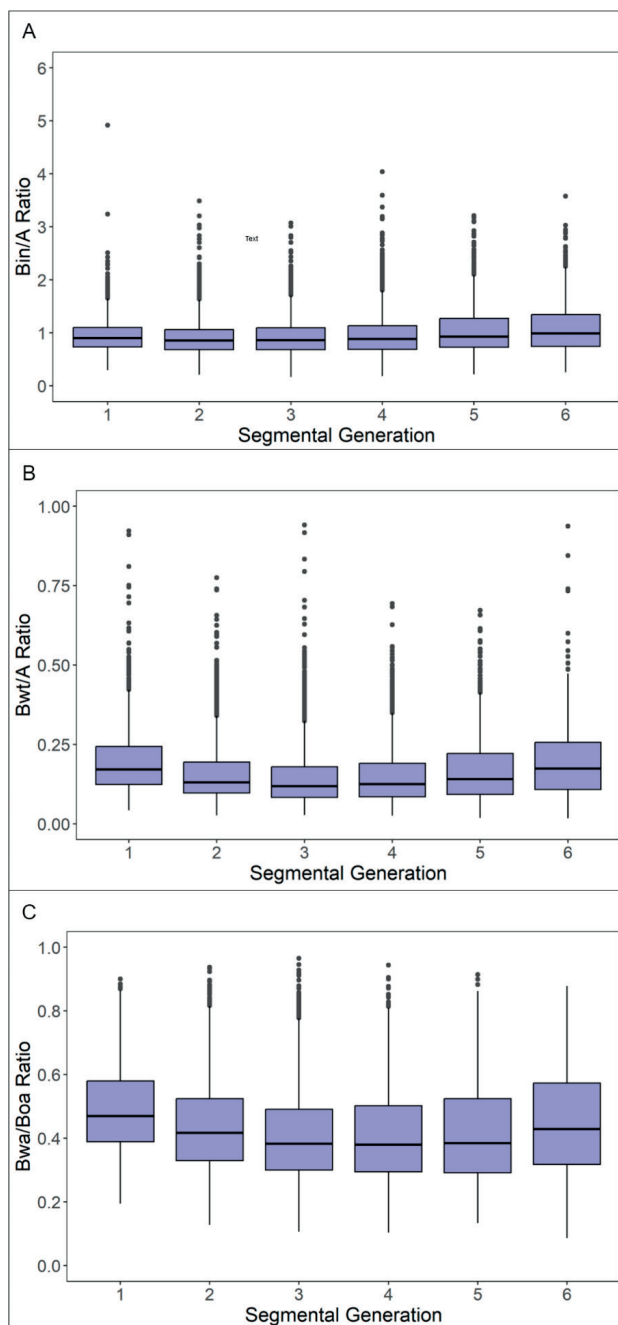 A
6
5
4
3
2
1
0
Bin/A Ratio
Text
1 2 3 4 5 6
Segmental Generation
B
1.00
0.75
0.50
0.25
0.00
Bwt/A Ratio
1 2 3 4 5 6
Segmental Generation
C
1.0
0.8
0.6
0.4
0.2
0.0
Bwa/Boa Ratio
1 2 3 4 5 6
Segmental Generation